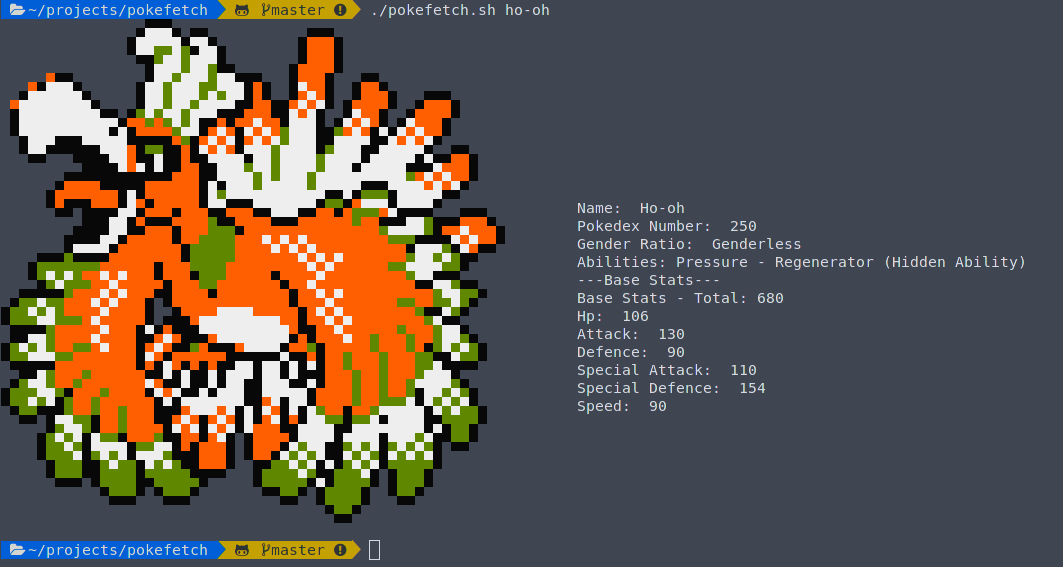 ~/projects/pokefetch master ./pokefetch.sh ho-oh
Name: Ho-oh
Pokedex Number: 250
Gender Ratio: Genderless
Abilities: Pressure - Regenerator (Hidden Ability)
---Base Stats---
Base Stats - Total: 680
Hp: 106
Attack: 130
Defence: 90
Special Attack: 110
Special Defence: 154
Speed: 90
~/projects/pokefetch master